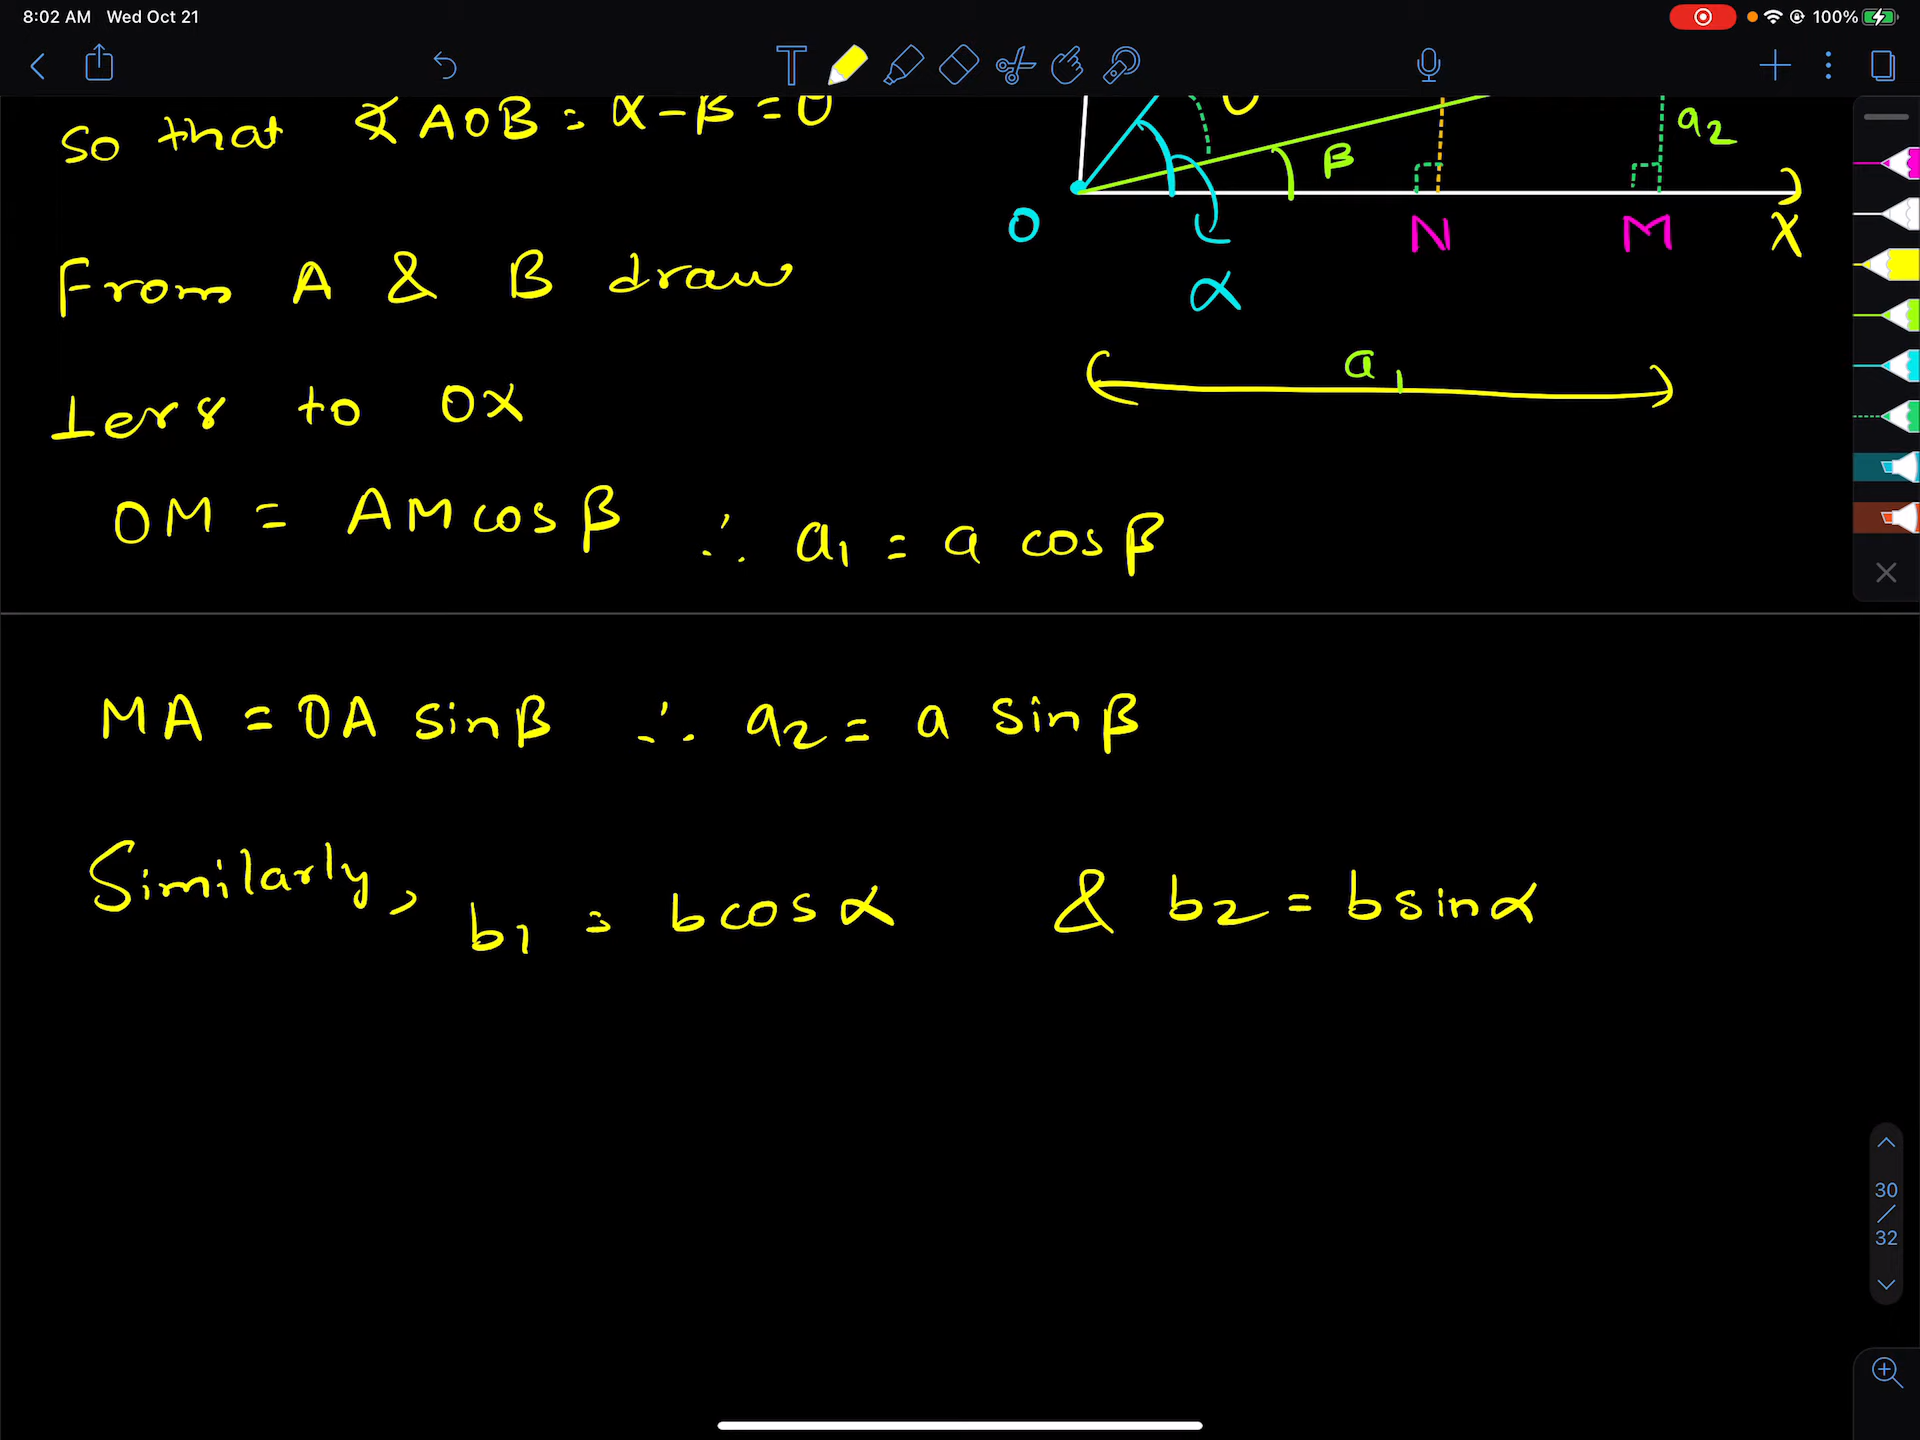 8:02 AM Wed Oct 21
100%
So that ∡AOB = α - β = θ
β
a2
O
N
M
X
α
From A & B draw
a1
⊥ers to OX
OM = AM cos β ∴ a1 = a cos β
MA = OA sin β ∴ a2 = a sin β
Similarly, b1 = b cos α & b2 = b sin α
30
/
32